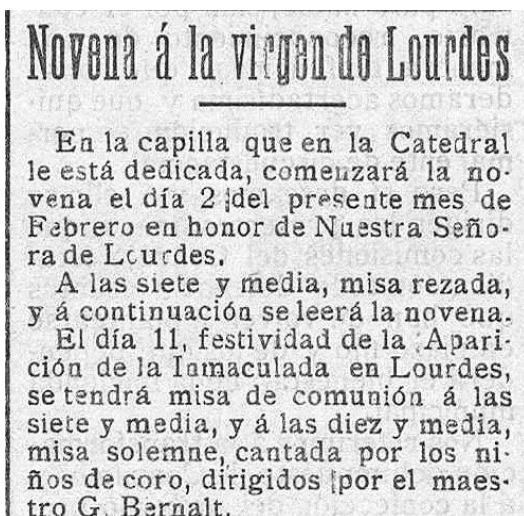 Novena á la virgen de Lourdes
En la capilla que en la Catedral
le está dedicada, comenzará la no-
vena el día 2 del presente mes de
Febrero en honor de Nuestra Seño-
ra de Lourdes.
A las siete y media, misa rezada,
y á continuación se leerá la novena.
El día 11, festividad de la Apari-
ción de la Inmaculada en Lourdes,
se tendrá misa de comunión á las
siete y media, y á las diez y media,
misa solemne, cantada por los ni-
ños de coro, dirigidos por el maes-
tro G. Bernalt.